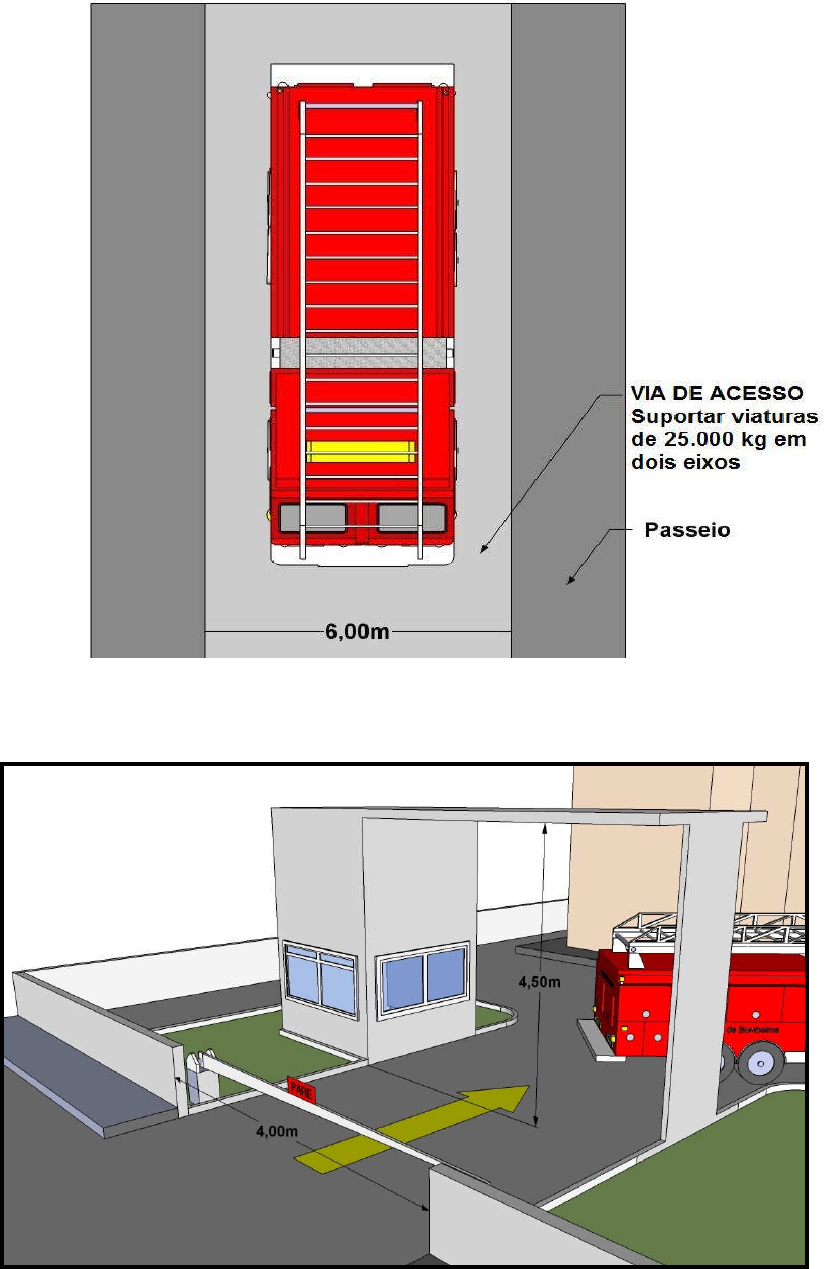 VIA DE ACESSO
Suportar viaturas
de 25.000 kg em
dois eixos
Passeio
6,00m
4,50m
de Bombeiros
PARE
4,00m